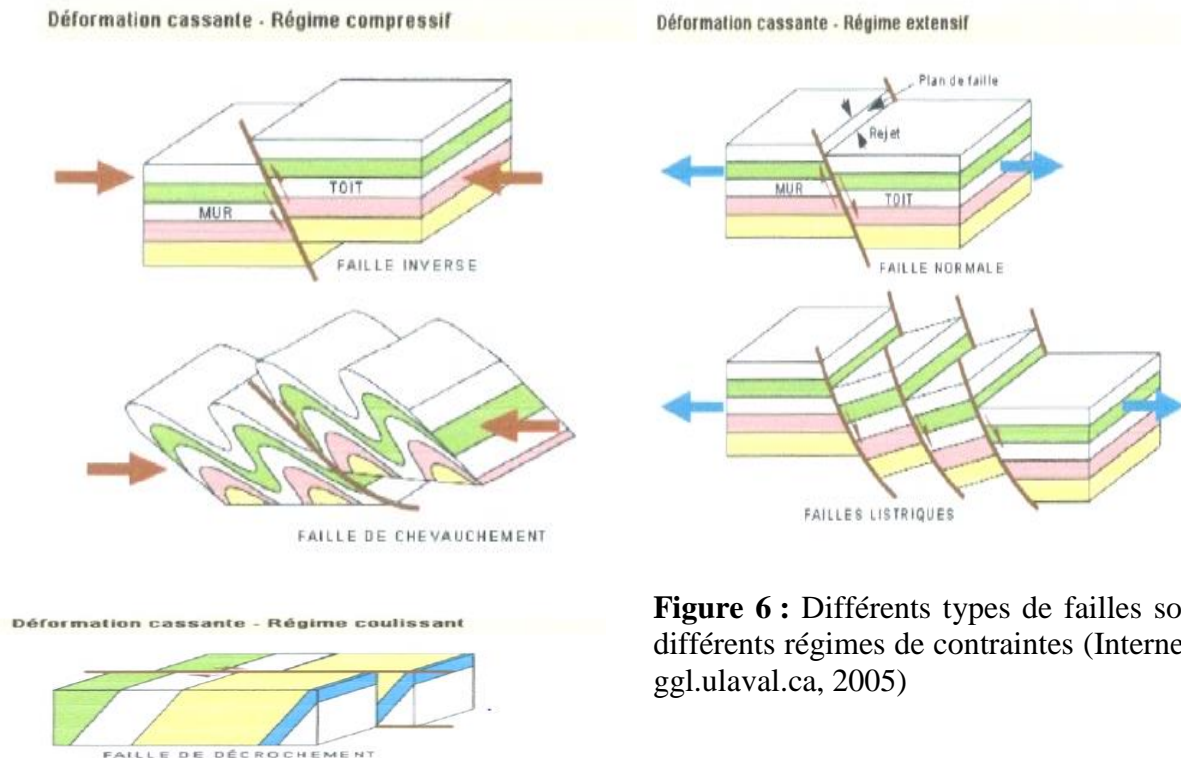 Déformation cassante - Régime compressif
TOIT
MUR
FAILLE INVERSE
FAILLE DE CHEVAUCHEMENT
Déformation cassante - Régime extensif
Plan de faille
Rejet
MUR
TOIT
FAILLE NORMALE
FAILLES LISTRIQUES
Déformation cassante - Régime coulissant
FAILLE DE DÉCROCHEMENT
Figure 6 : Différents types de failles so
différents régimes de contraintes (Interne
ggl.ulaval.ca, 2005)